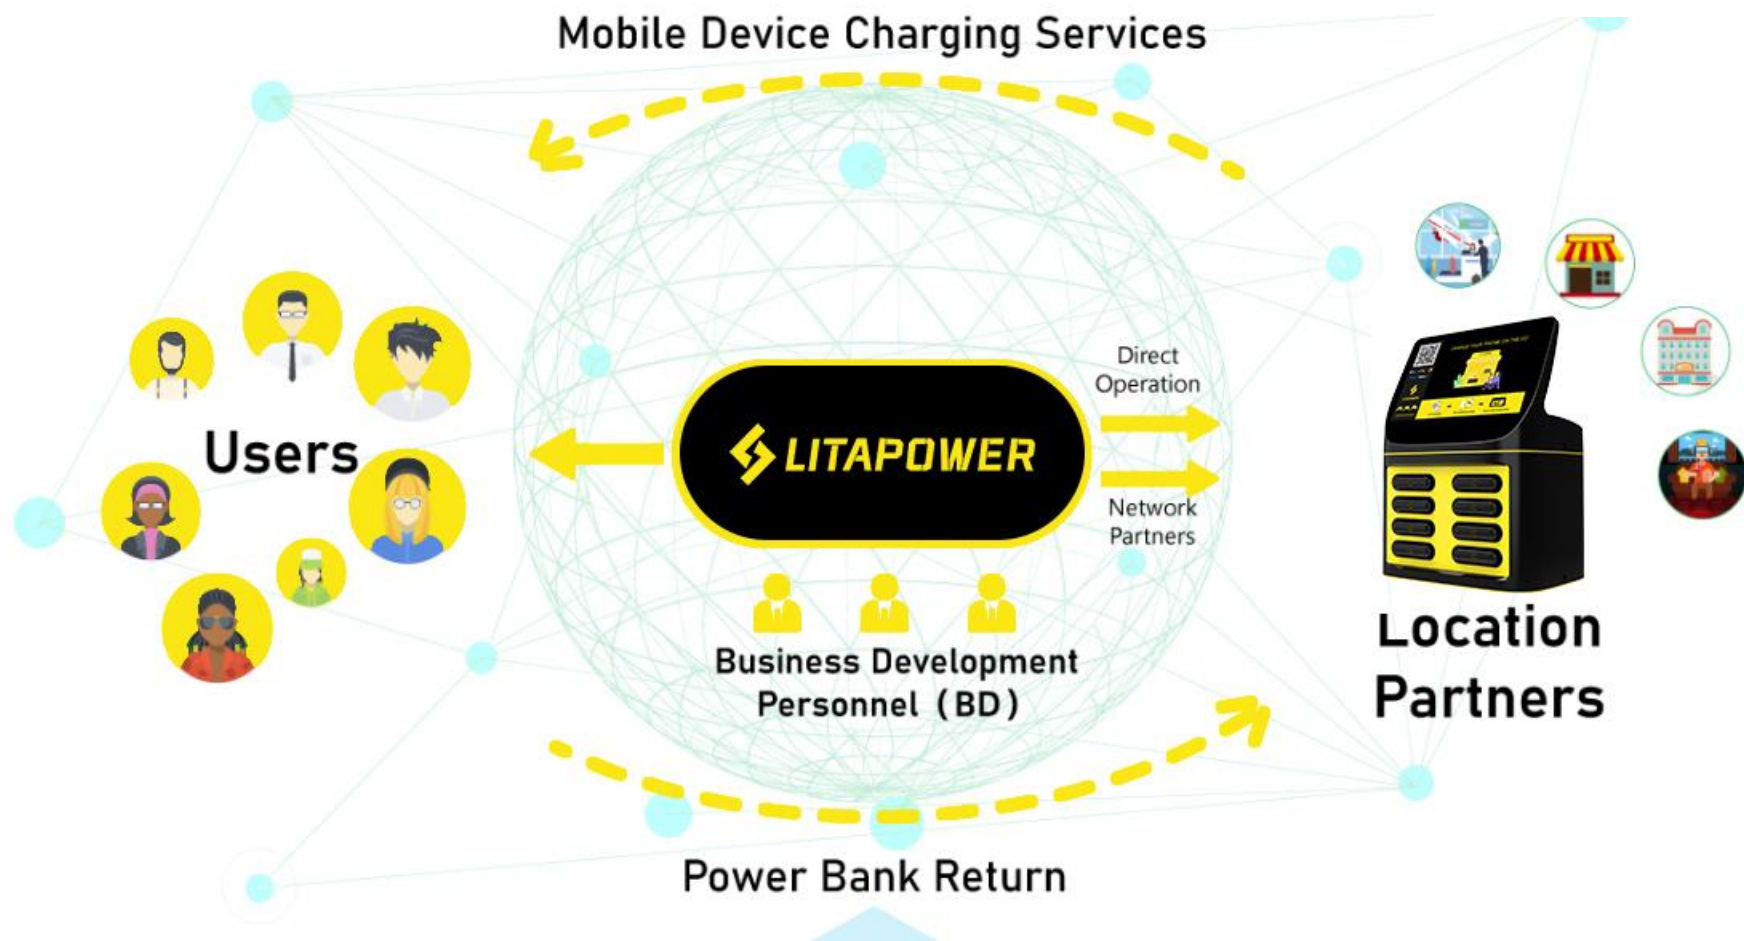 Mobile Device Charging Services
Users
LITAPOWER
Direct
Operation
Network
Partners
Business Development
Personnel (BD)
Location
Partners
Power Bank Return